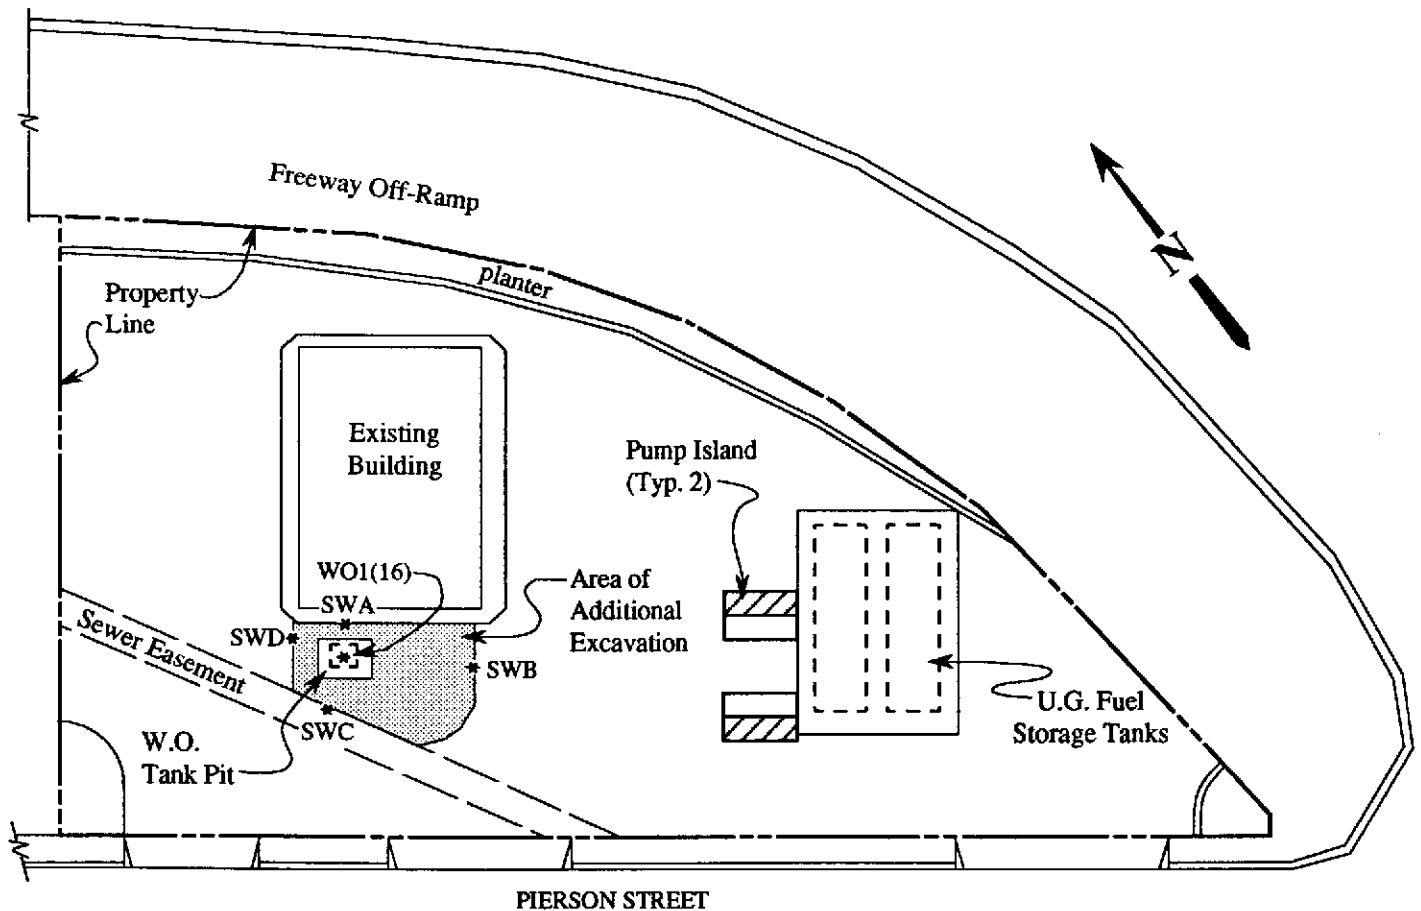 Freeway Off-Ramp
N
planter
Property
Line
Existing
Building
Pump Island
(Typ. 2)
WO1(16)
Area of
Additional
Excavation
SWA
SWD
SWB
Sewer Easement
SWC
U.G. Fuel
Storage Tanks
W.O.
Tank Pit
PIERSON STREET